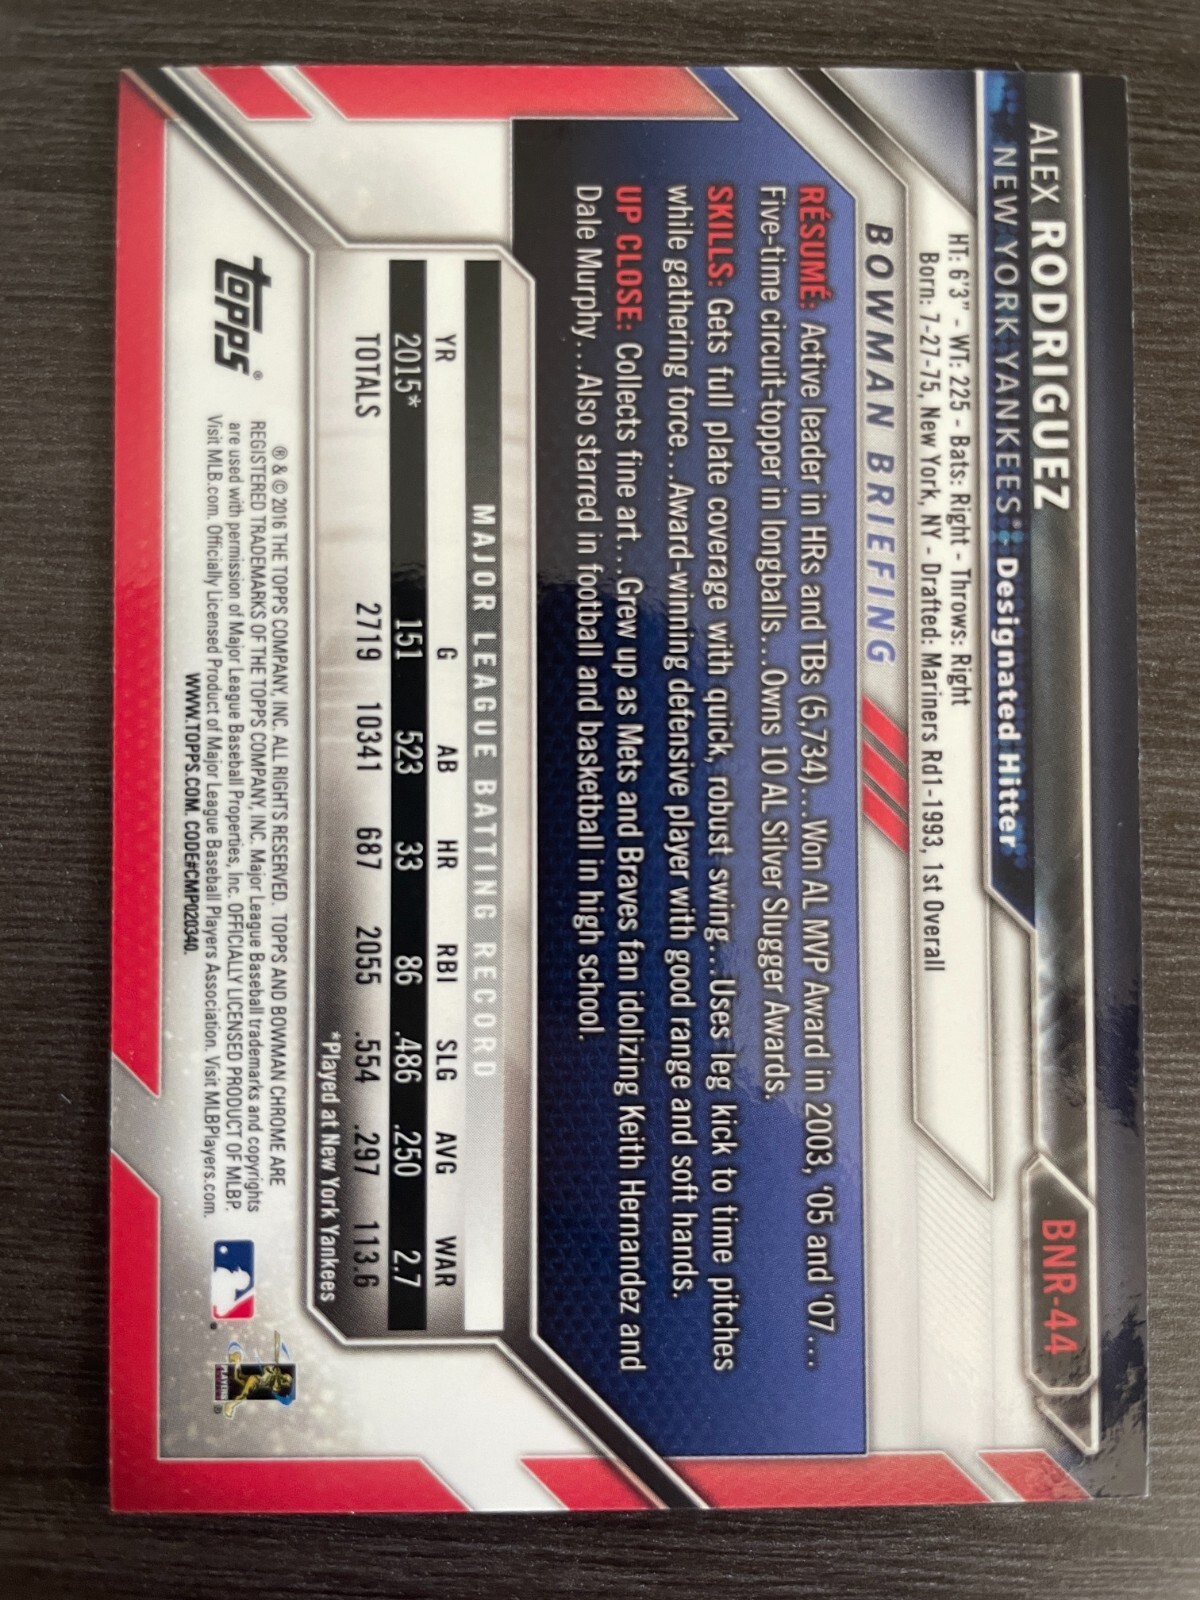 ALEX RODRIGUEZ
BNR-44
NEW YORK YANKEES® Designated Hitter
HT: 6'3" - WT: 225 - Bats: Right - Throws: Right
Born: 7-27-75, New York, NY - Drafted: Mariners Rd1-1993, 1st Overall
BOWMAN BRIEFING
RÉSUMÉ: Active leader in HRs and TBs (5,734)...Won AL MVP Award in 2003, '05 and '07...
Five-time circuit-topper in longballs...Owns 10 AL Silver Slugger Awards.
SKILLS: Gets full plate coverage with quick, robust swing...Uses leg kick to time pitches
while gathering force...Award-winning defensive player with good range and soft hands.
UP CLOSE: Collects fine art...Grew up as Mets and Braves fan idolizing Keith Hernandez and
Dale Murphy...Also starred in football and basketball in high school.
MAJOR LEAGUE BATTING RECORD
YR G AB HR RBI SLG AVG WAR
2015* 151 523 33 86 .486 .250 2.7
TOTALS 2719 10341 687 2055 .554 .297 113.6
*Played at New York Yankees
topps®
® & © 2016 THE TOPPS COMPANY, INC. ALL RIGHTS RESERVED. TOPPS AND BOWMAN CHROME ARE
REGISTERED TRADEMARKS OF THE TOPPS COMPANY, INC. Major League Baseball trademarks and copyrights
are used with permission of Major League Baseball Properties, Inc. OFFICIALLY LICENSED PRODUCT OF MLBP.
Visit MLB.com. Officially Licensed Product of Major League Baseball Players Association. Visit MLBPlayers.com.
WWW.TOPPS.COM. CODE#CMP020340.
PLAYERS